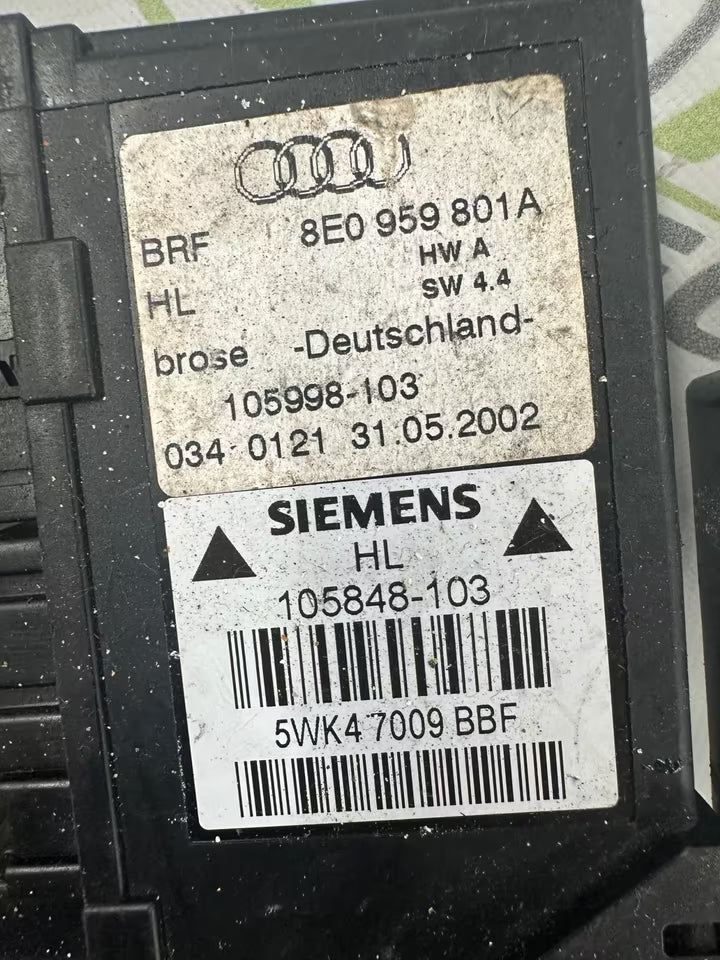 BRF 8E0 959 801A
HW A
HL SW 4.4
brose -Deutschland-
105998-103
034 0121 31.05.2002
SIEMENS
HL
105848-103
5WK4 7009 BBF